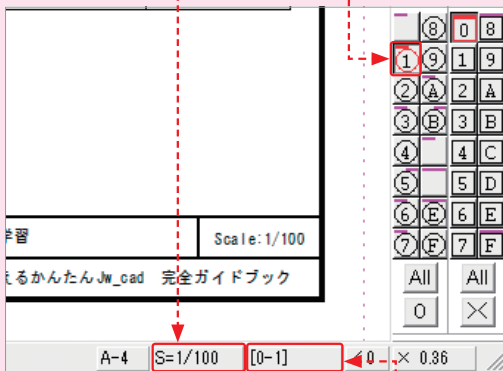 ⑧ 0 8
① 9 1 9
② A 2 A
③ B 3 B
④ 4 C
⑤ 5 D
⑥ E 6 E
⑦ F 7 F
All All
0 ×
学習 Scale:1/100
えるかんたんJw_cad 完全ガイドブック
A-4 S=1/100 [0-1] ∠0 × 0.36